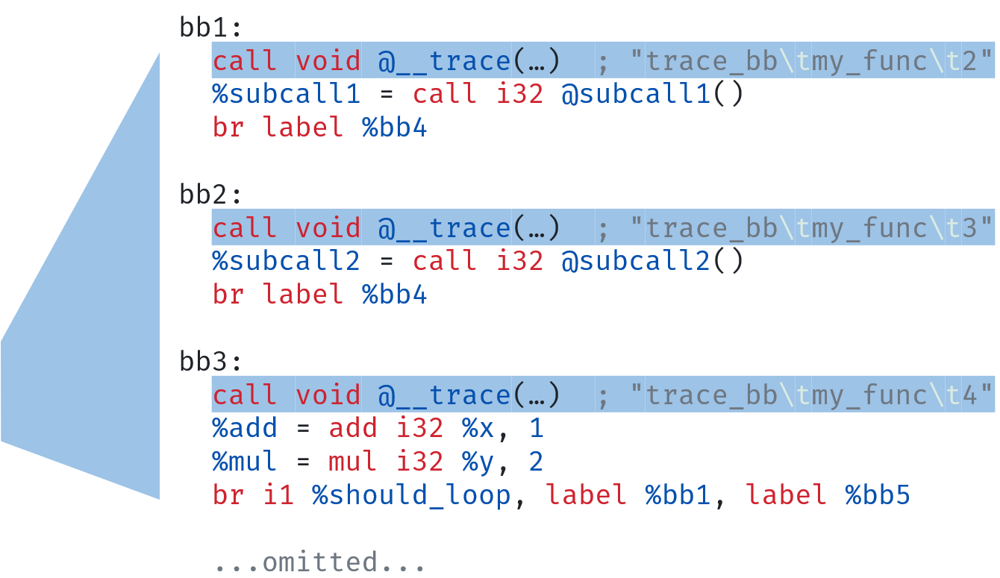 bb1:
call void @__trace(…)  ; "trace_bb\tmy_func\t2"
%subcall1 = call i32 @subcall1()
br label %bb4
bb2:
call void @__trace(…)  ; "trace_bb\tmy_func\t3"
%subcall2 = call i32 @subcall2()
br label %bb4
bb3:
call void @__trace(…)  ; "trace_bb\tmy_func\t4"
%add = add i32 %x, 1
%mul = mul i32 %y, 2
br i1 %should_loop, label %bb1, label %bb5
...omitted...